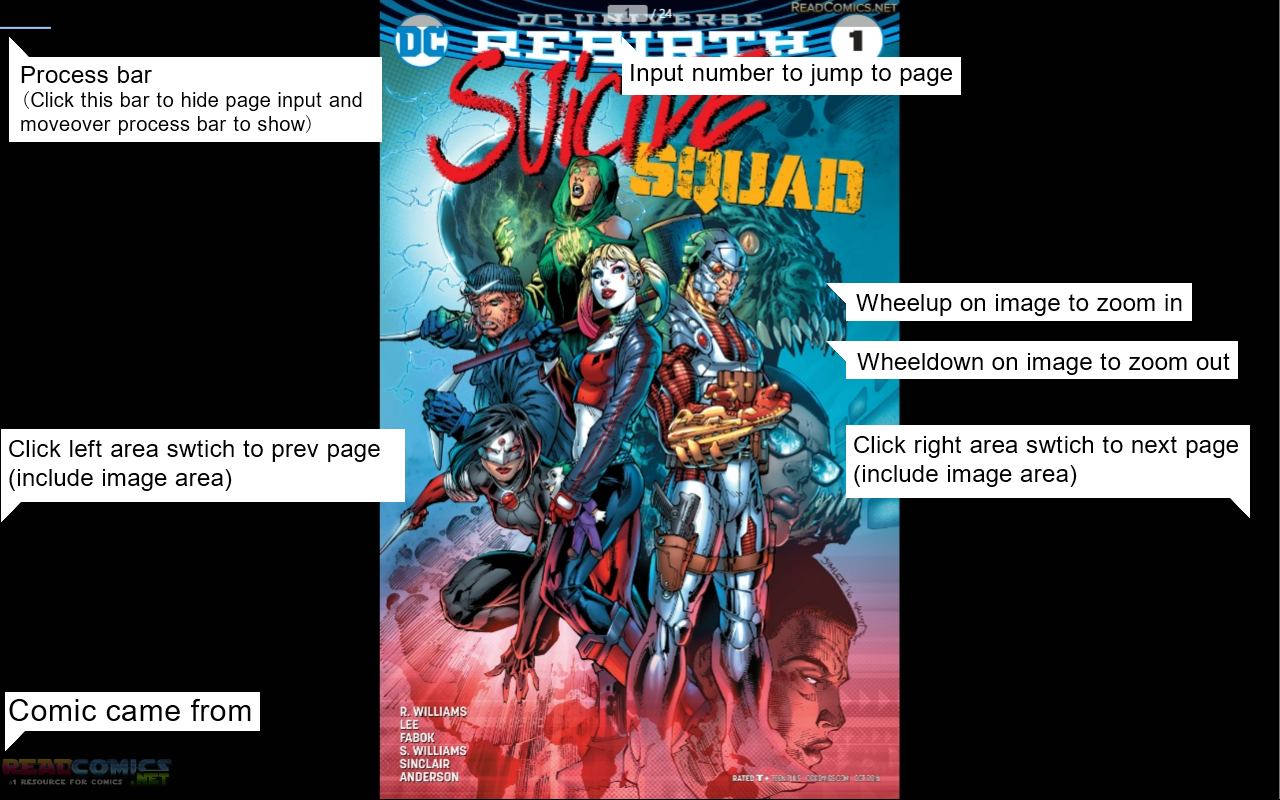 READCOMICS.NET
1 / 24
DC UNIVERSE
DC
REBIRTH
1
Process bar
(Click this bar to hide page input and
moveover process bar to show)
Input number to jump to page
SUICIDE
SQUAD
Wheelup on image to zoom in
Wheeldown on image to zoom out
Click left area swtich to prev page
(include image area)
Click right area swtich to next page
(include image area)
Comic came from
READCOMICS
#1 RESOURCE FOR COMICS .NET
R. WILLIAMS
LEE
FABOK
S. WILLIAMS
SINCLAIR
ANDERSON
RATED T+